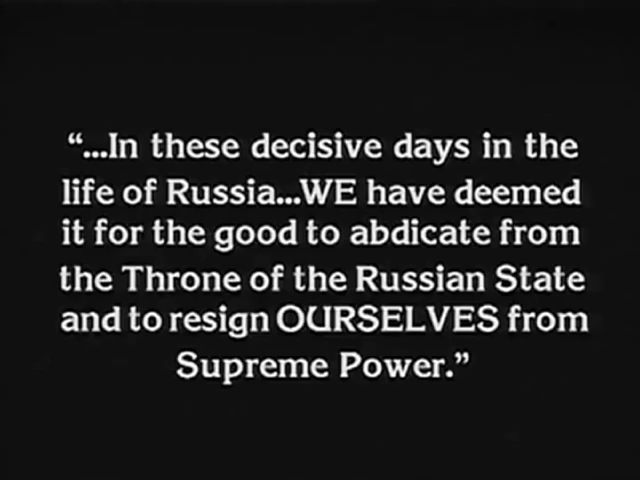 “...In these decisive days in the
life of Russia...WE have deemed
it for the good to abdicate from
the Throne of the Russian State
and to resign OURSELVES from
Supreme Power.”